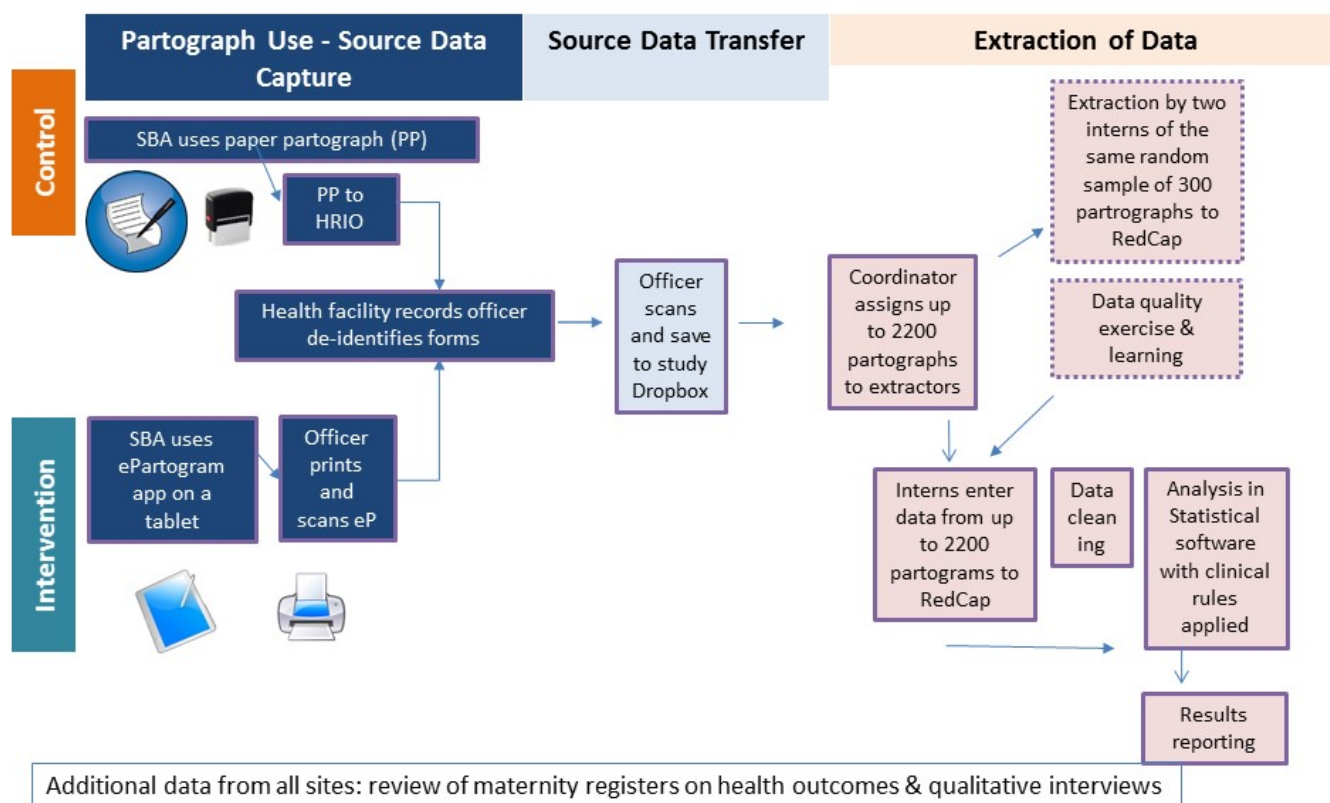 Partograph Use - Source Data
Capture
Source Data Transfer
Extraction of Data
Control
SBA uses paper partograph (PP)
PP to
HRIO
Health facility records officer
de-identifies forms
Intervention
SBA uses
ePartogram
app on a
tablet
Officer
prints
and
scans eP
Officer
scans
and save
to study
Dropbox
Coordinator
assigns up
to 2200
partographs
to extractors
Extraction by two
interns of the
same random
sample of 300
partrographs to
RedCap
Data quality
exercise &
learning
Interns enter
data from up
to 2200
partograms to
RedCap
Data
clean
ing
Analysis in
Statistical
software
with clinical
rules
applied
Results
reporting
Additional data from all sites: review of maternity registers on health outcomes & qualitative interviews